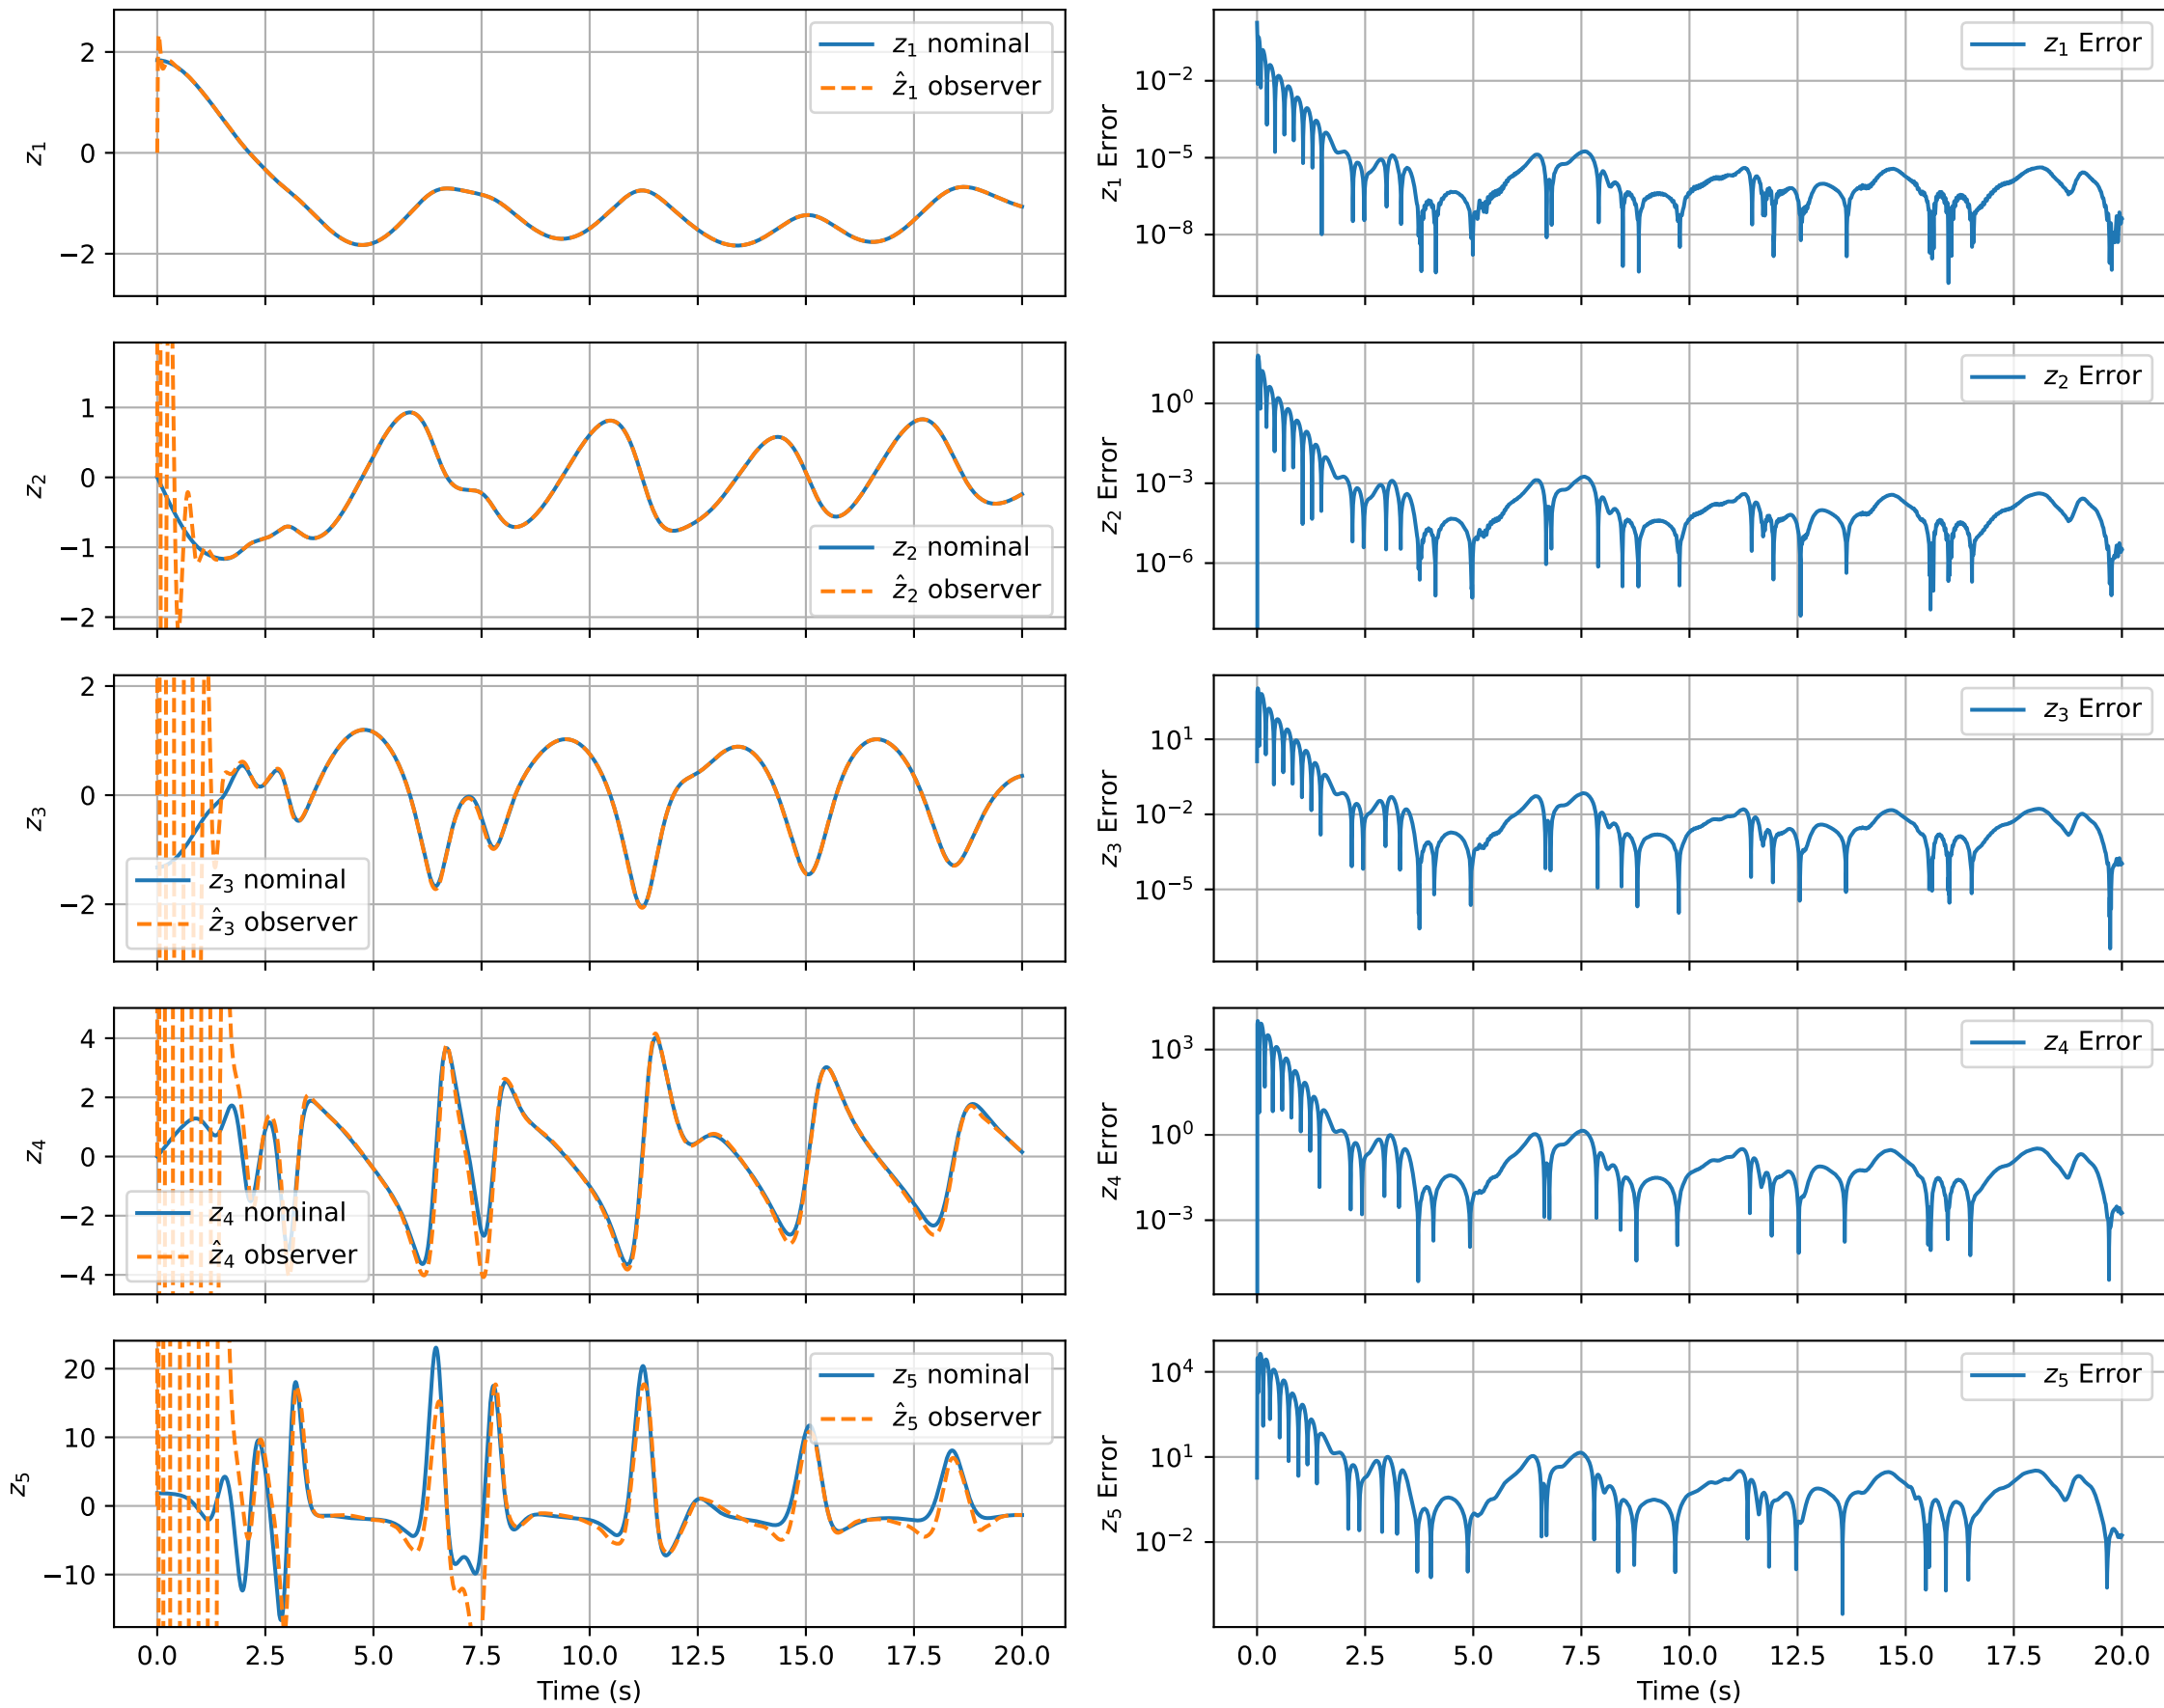 2
0
−2
z₁
z₁ nominal
ẑ₁ observer
10⁻²
10⁻⁵
10⁻⁸
z₁ Error
z₁ Error
1
0
−1
−2
z₂
z₂ nominal
ẑ₂ observer
10⁰
10⁻³
10⁻⁶
z₂ Error
z₂ Error
2
0
−2
z₃
z₃ nominal
ẑ₃ observer
10¹
10⁻²
10⁻⁵
z₃ Error
z₃ Error
4
2
0
−2
−4
z₄
z₄ nominal
ẑ₄ observer
10³
10⁰
10⁻³
z₄ Error
z₄ Error
20
10
0
−10
z₅
z₅ nominal
ẑ₅ observer
0.0 2.5 5.0 7.5 10.0 12.5 15.0 17.5 20.0
Time (s)
10⁴
10¹
10⁻²
z₅ Error
z₅ Error
0.0 2.5 5.0 7.5 10.0 12.5 15.0 17.5 20.0
Time (s)